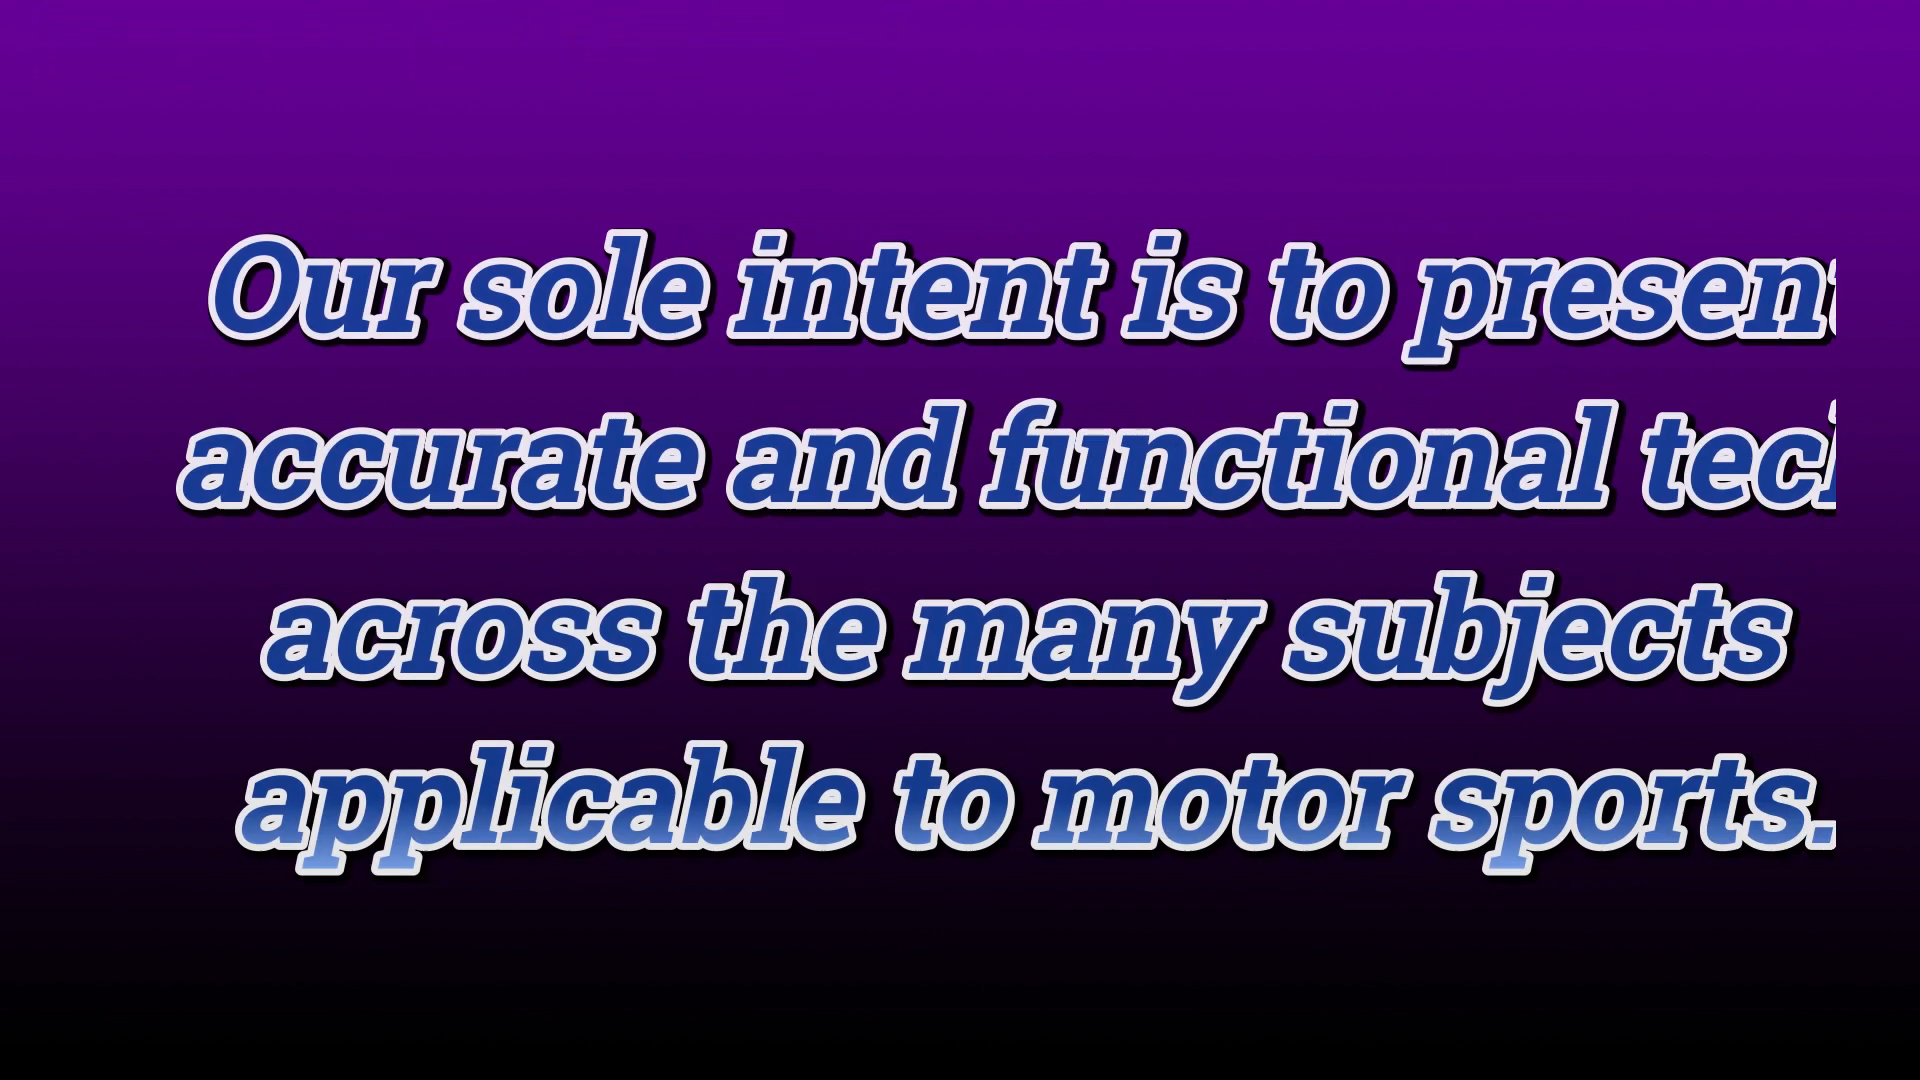 Our sole intent is to present
accurate and functional tech
across the many subjects
applicable to motor sports.